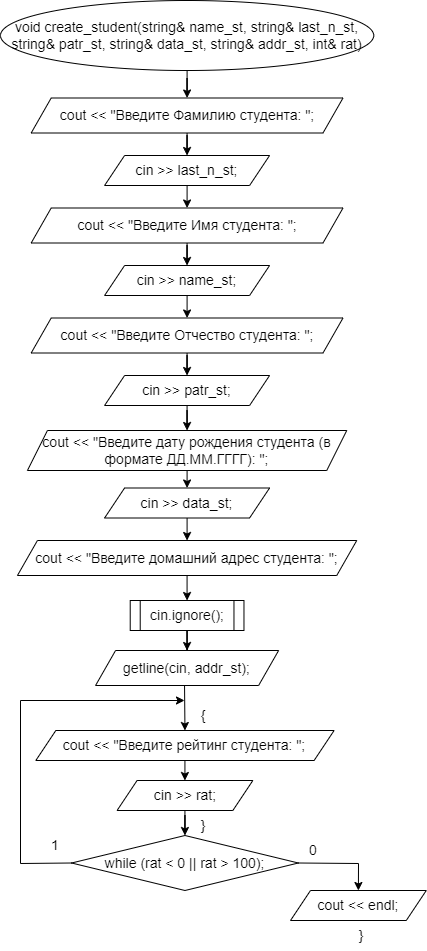 void create_student(string& name_st, string& last_n_st,
string& patr_st, string& data_st, string& addr_st, int& rat)
cout << "Введите Фамилию студента: ";
cin >> last_n_st;
cout << "Введите Имя студента: ";
cin >> name_st;
cout << "Введите Отчество студента: ";
cin >> patr_st;
cout << "Введите дату рождения студента (в
формате ДД.ММ.ГГГГ): ";
cin >> data_st;
cout << "Введите домашний адрес студента: ";
cin.ignore();
getline(cin, addr_st);
{
cout << "Введите рейтинг студента: ";
cin >> rat;
}
1
while (rat < 0 || rat > 100);
0
cout << endl;
}